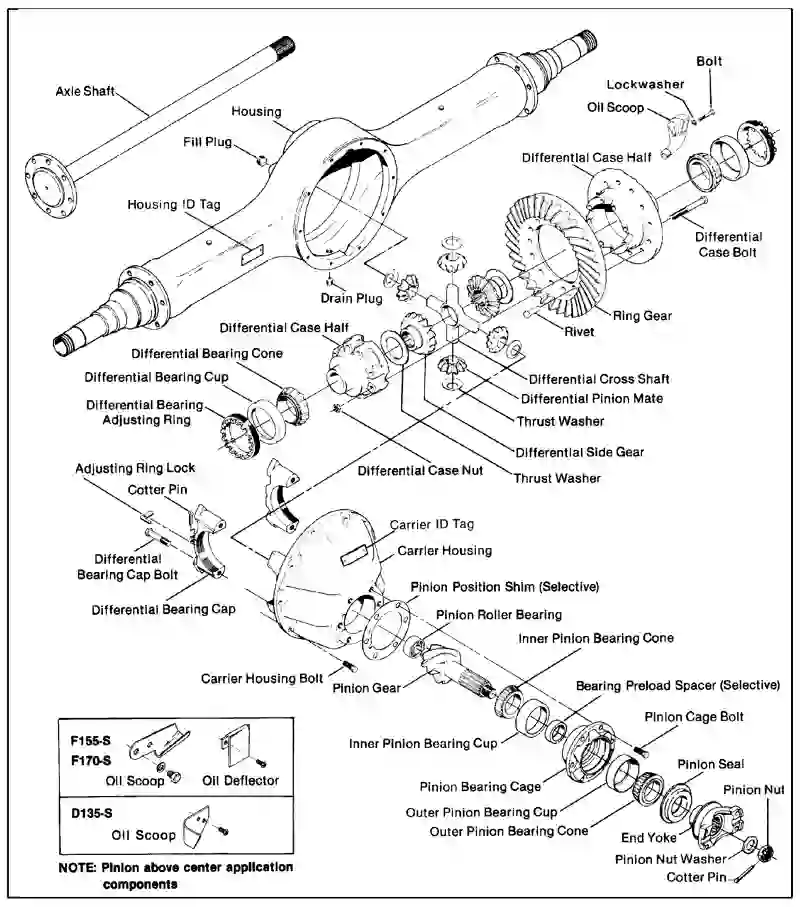 Bolt
Lockwasher
Axle Shaft
Oil Scoop
Housing
Fill Plug
Differential Case Half
Housing ID Tag
Differential
Case Bolt
Drain Plug
Ring Gear
Differential Case Half
Rivet
Differential Bearing Cone
Differential Bearing Cup
Differential Cross Shaft
Differential Pinion Mate
Differential Bearing
Adjusting Ring
Thrust Washer
Differential Side Gear
Differential Case Nut
Thrust Washer
Adjusting Ring Lock
Cotter Pin
Carrier ID Tag
Carrier Housing
Differential
Bearing Cap Bolt
Pinion Position Shim (Selective)
Differential Bearing Cap
Pinion Roller Bearing
Inner Pinion Bearing Cone
Carrier Housing Bolt
Pinion Gear
Bearing Preload Spacer (Selective)
Pinion Cage Bolt
Inner Pinion Bearing Cup
Pinion Seal
Pinion Bearing Cage
Pinion Nut
Outer Pinion Bearing Cup
Outer Pinion Bearing Cone
End Yoke
Pinion Nut Washer
Cotter Pin
F155-S
F170-S
Oil Scoop
Oil Deflector
D135-S
Oil Scoop
NOTE: Pinion above center application
components